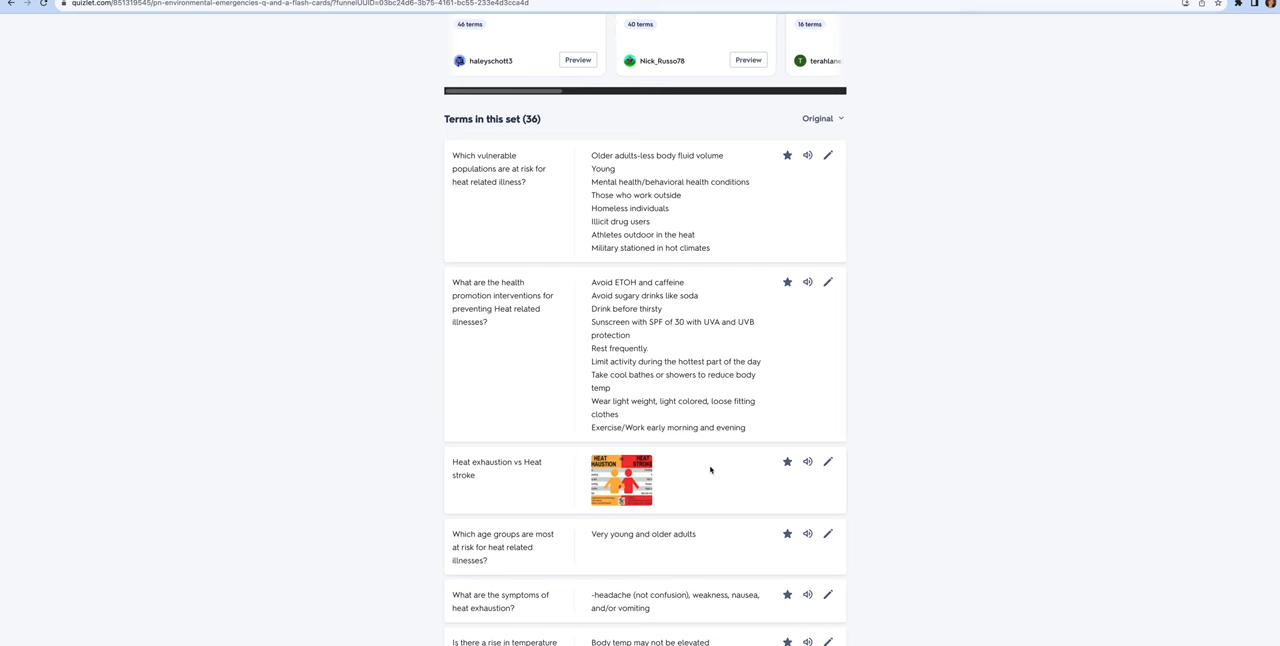 quizlet.com/851319545/pn-environmental-emergencies-q-and-a-flash-cards/?funnelUUID=03bc24d6-3b75-4161-bc55-233e4d3cca4d
46 terms
40 terms
16 terms
haleyschott3
Preview
Nick_Russo78
Preview
T
terahlane
Terms in this set (36)
Original
Which vulnerable
populations are at risk for
heat related illness?
Older adults-less body fluid volume
Young
Mental health/behavioral health conditions
Those who work outside
Homeless individuals
Illicit drug users
Athletes outdoor in the heat
Military stationed in hot climates
What are the health
promotion interventions for
preventing Heat related
illnesses?
Avoid ETOH and caffeine
Avoid sugary drinks like soda
Drink before thirsty
Sunscreen with SPF of 30 with UVA and UVB
protection
Rest frequently.
Limit activity during the hottest part of the day
Take cool bathes or showers to reduce body
temp
Wear light weight, light colored, loose fitting
clothes
Exercise/Work early morning and evening
Heat exhaustion vs Heat
stroke
HEAT
HAUSTION
HEAT
STROKE
Which age groups are most
at risk for heat related
illnesses?
Very young and older adults
What are the symptoms of
heat exhaustion?
-headache (not confusion), weakness, nausea,
and/or vomiting
Is there a rise in temperature
Body temp may not be elevated